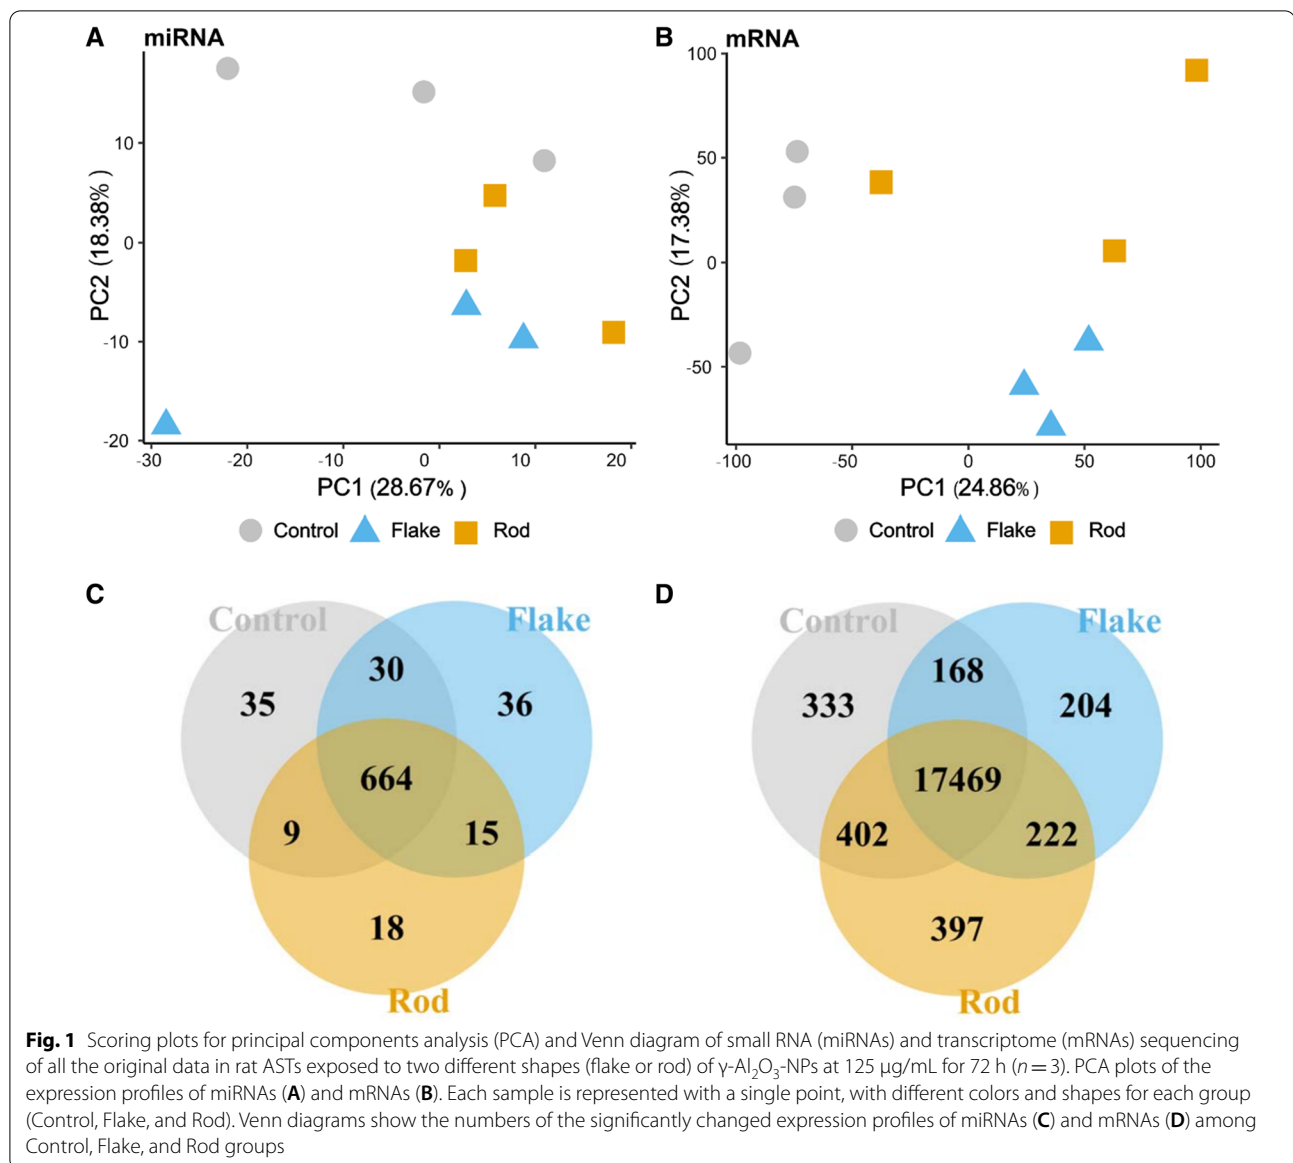 A
miRNA
10
0
-10
-20
PC2 (18.38% )
-30 -20 -10 0 10 20
PC1 (28.67% )
Control Flake Rod
B
mRNA
100
50
0
-50
PC2 (17.38% )
-100 -50 0 50 100
PC1 (24.86% )
Control Flake Rod
C
Control Flake
30
35 36
664
9 15
18
Rod
D
Control Flake
168
333 204
17469
402 222
397
Rod
Fig. 1 Scoring plots for principal components analysis (PCA) and Venn diagram of small RNA (miRNAs) and transcriptome (mRNAs) sequencing
of all the original data in rat ASTs exposed to two different shapes (flake or rod) of γ-Al₂O₃-NPs at 125 μg/mL for 72 h (n = 3). PCA plots of the
expression profiles of miRNAs (A) and mRNAs (B). Each sample is represented with a single point, with different colors and shapes for each group
(Control, Flake, and Rod). Venn diagrams show the numbers of the significantly changed expression profiles of miRNAs (C) and mRNAs (D) among
Control, Flake, and Rod groups